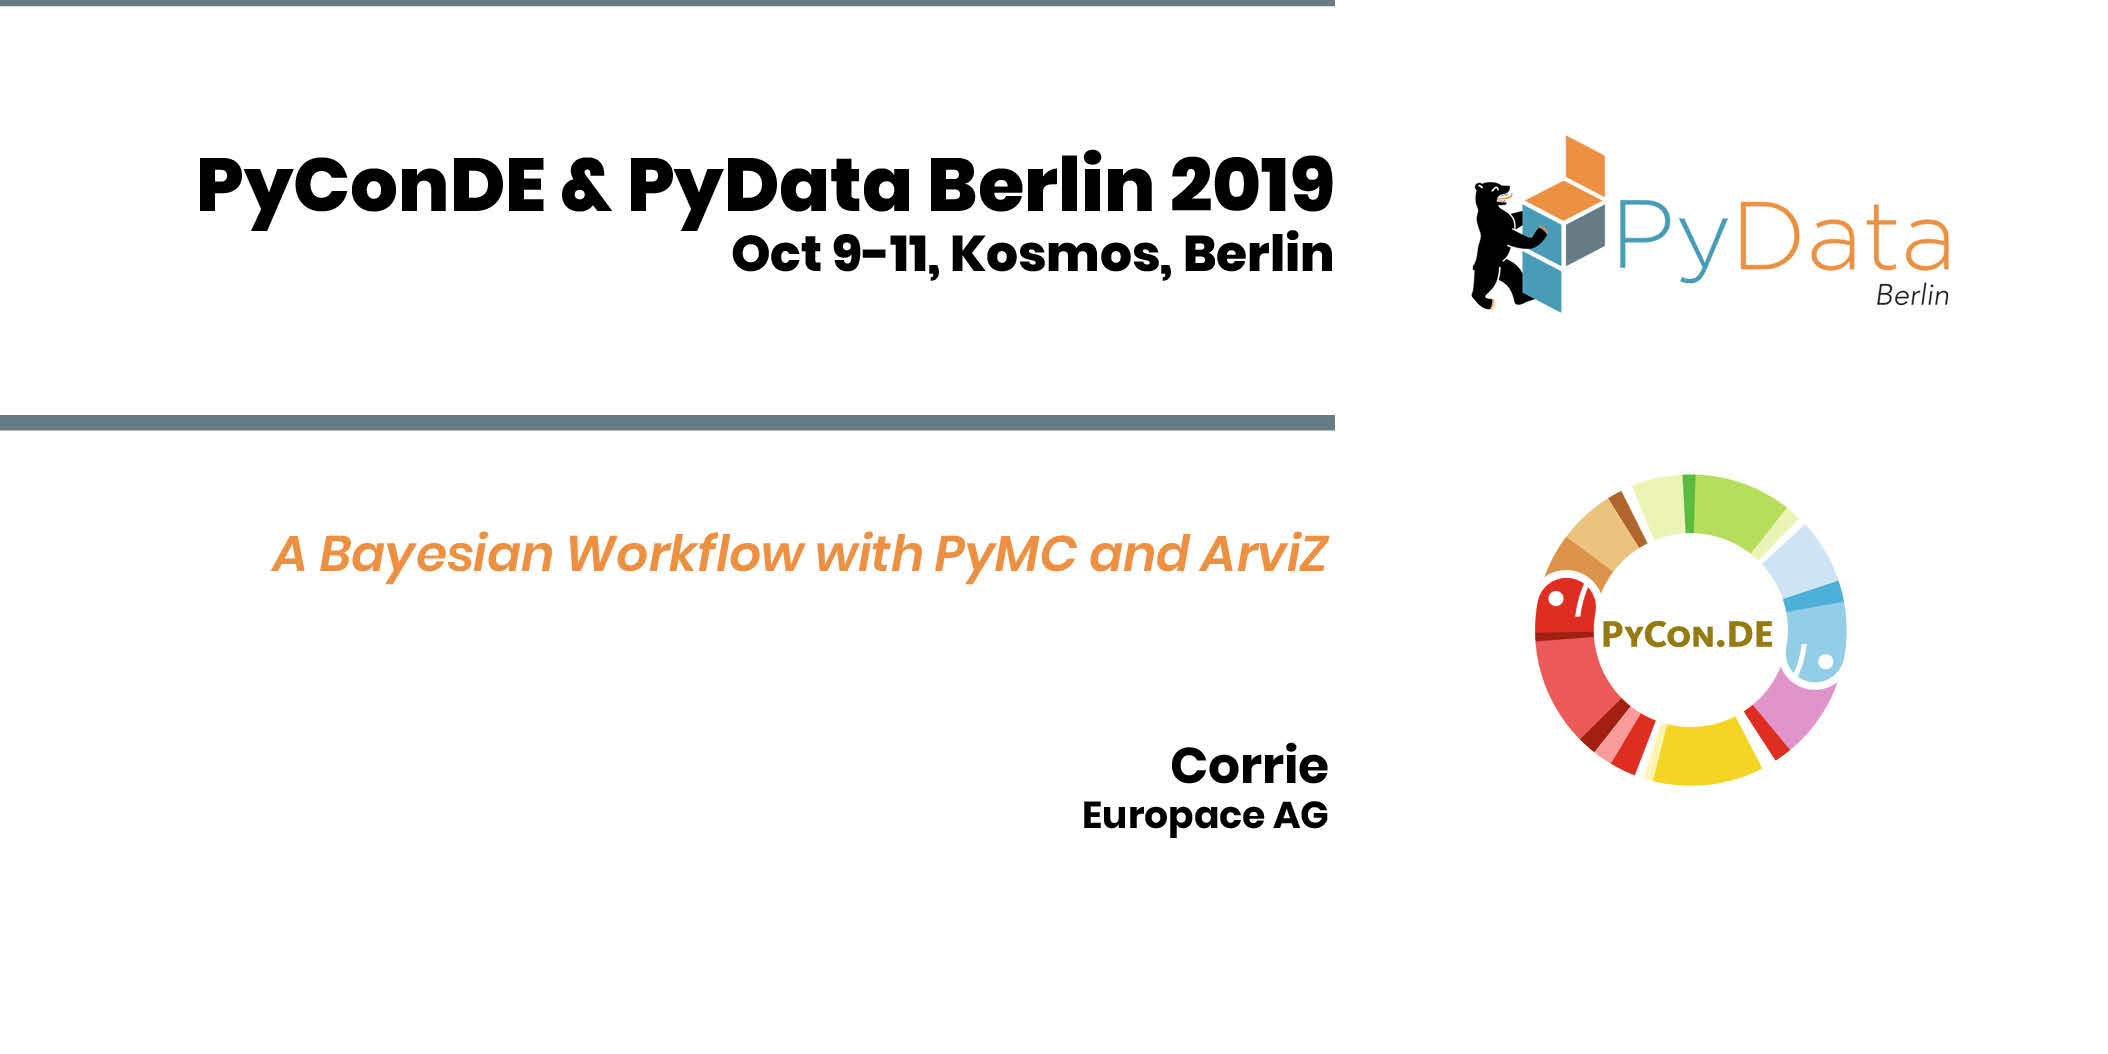 PyConDE & PyData Berlin 2019
Oct 9-11, Kosmos, Berlin
PyData
Berlin
A Bayesian Workflow with PyMC and ArviZ
PyCon.DE
Corrie
Europace AG